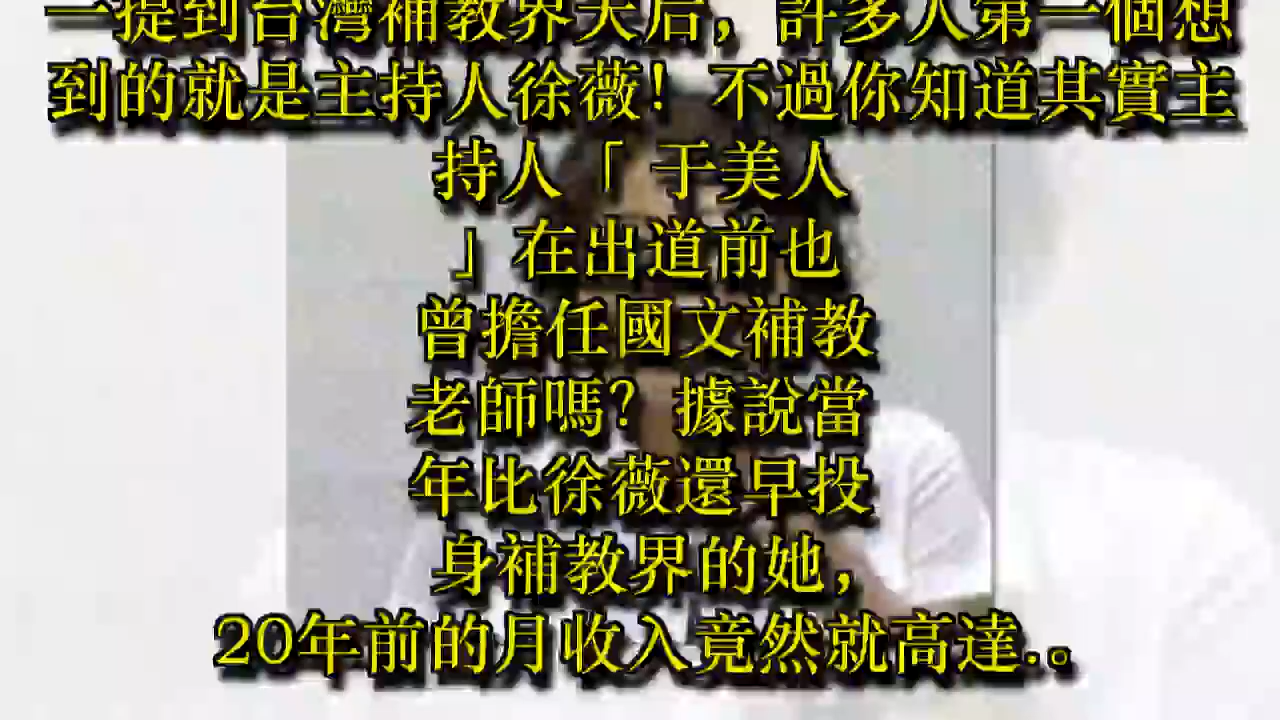 一提到台灣補教界天后，許多人第一個想
到的就是主持人徐薇！不過你知道其實主
持人「 于美人
」在出道前也
曾擔任國文補教
老師嗎？據說當
年比徐薇還早投
身補教界的她，
20年前的月收入竟然就高達.。